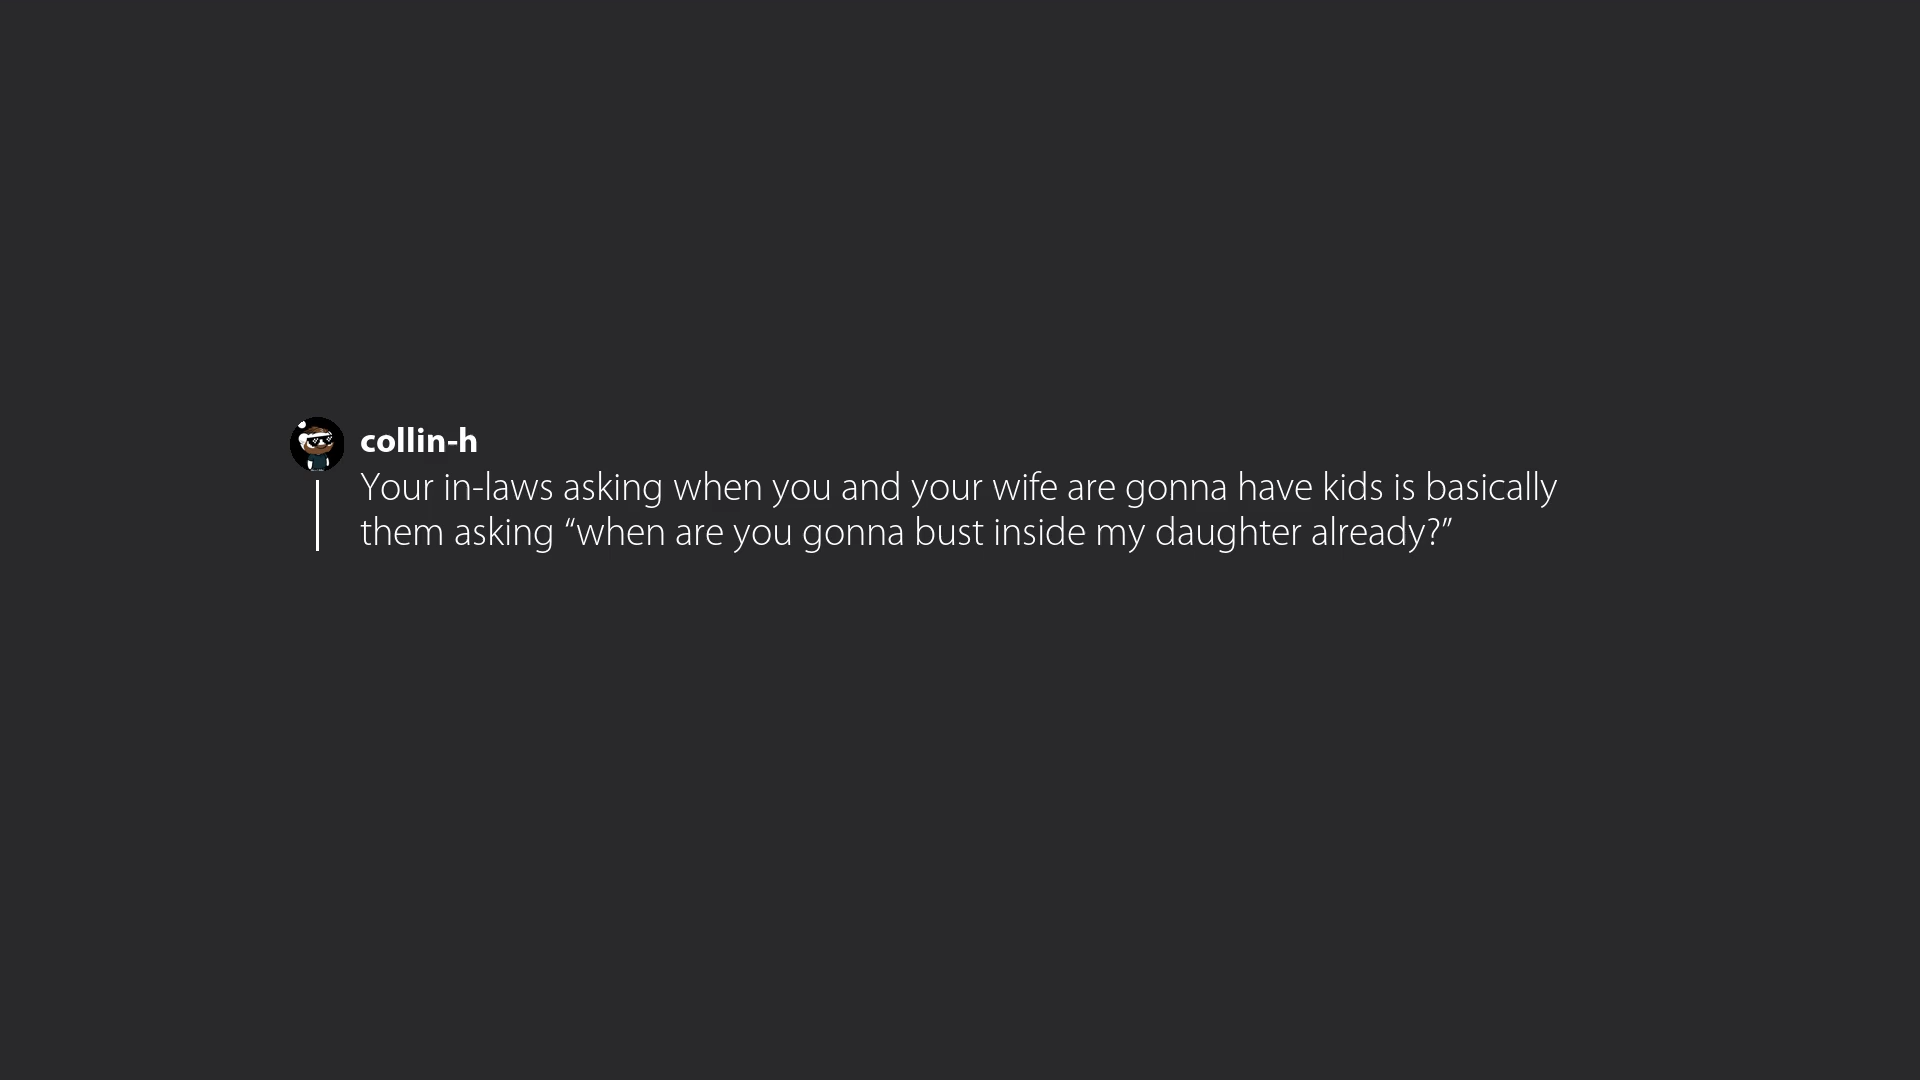 collin-h
Your in-laws asking when you and your wife are gonna have kids is basically
them asking “when are you gonna bust inside my daughter already?”